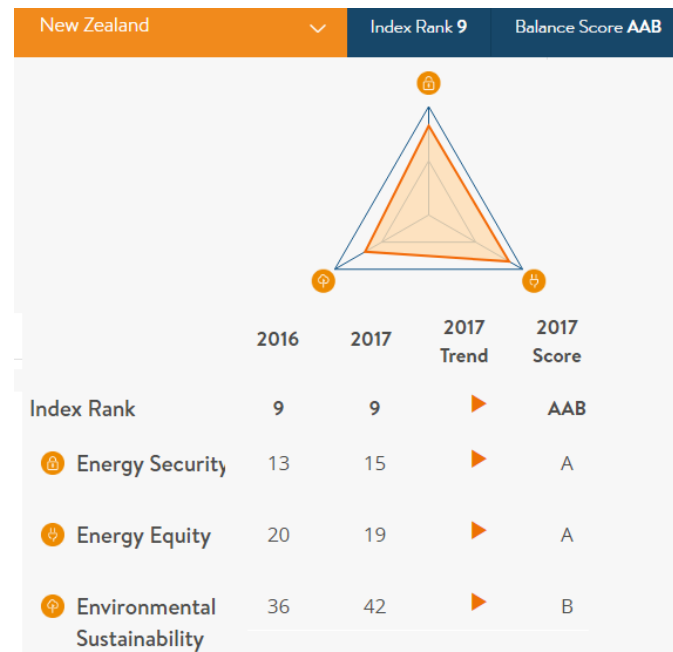 New Zealand
Index Rank 9
Balance Score AAB
2016 2017 2017 Trend 2017 Score
Index Rank 9 9 AAB
Energy Security 13 15 A
Energy Equity 20 19 A
Environmental Sustainability 36 42 B